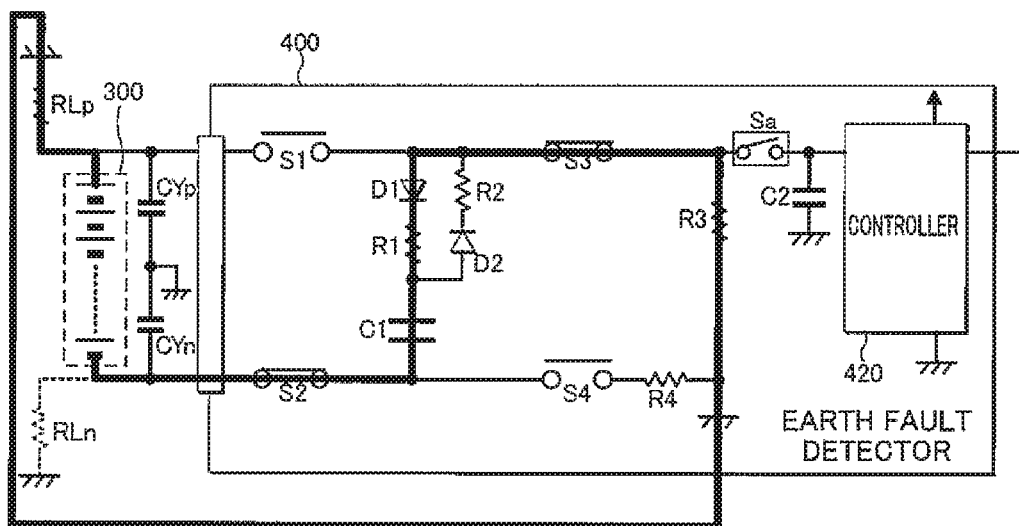 400
300
RLp
S1
Sa
S3
CYp
D1
R2
R3
C2
CONTROLLER
R1
D2
C1
CYn
S2
S4
R4
420
RLn
EARTH FAULT
DETECTOR